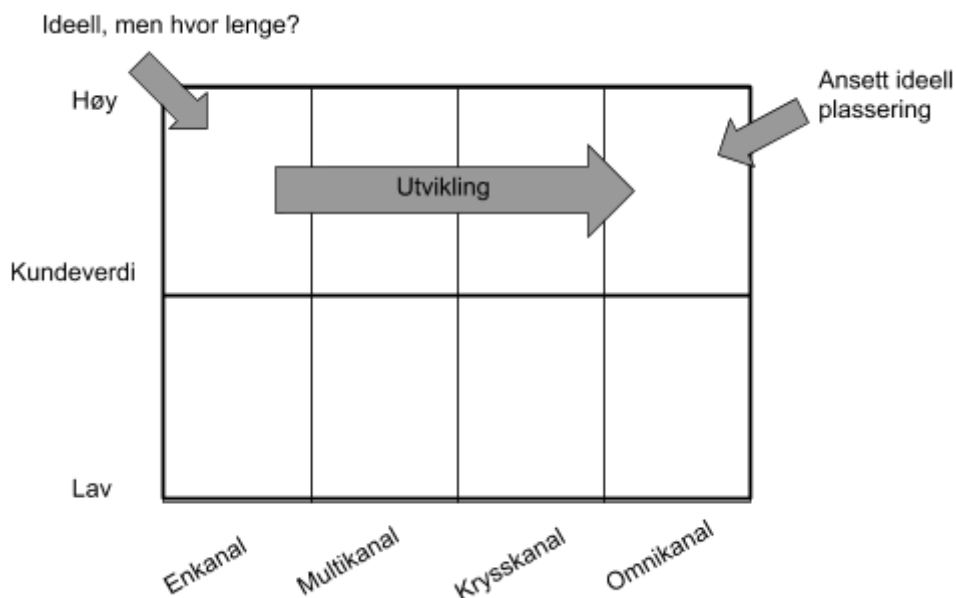 Ideell, men hvor lenge?
Ansett ideell
plassering
Høy
Utvikling
Kundeverdi
Lav
Enkanal
Multikanal
Krysskanal
Omnikanal